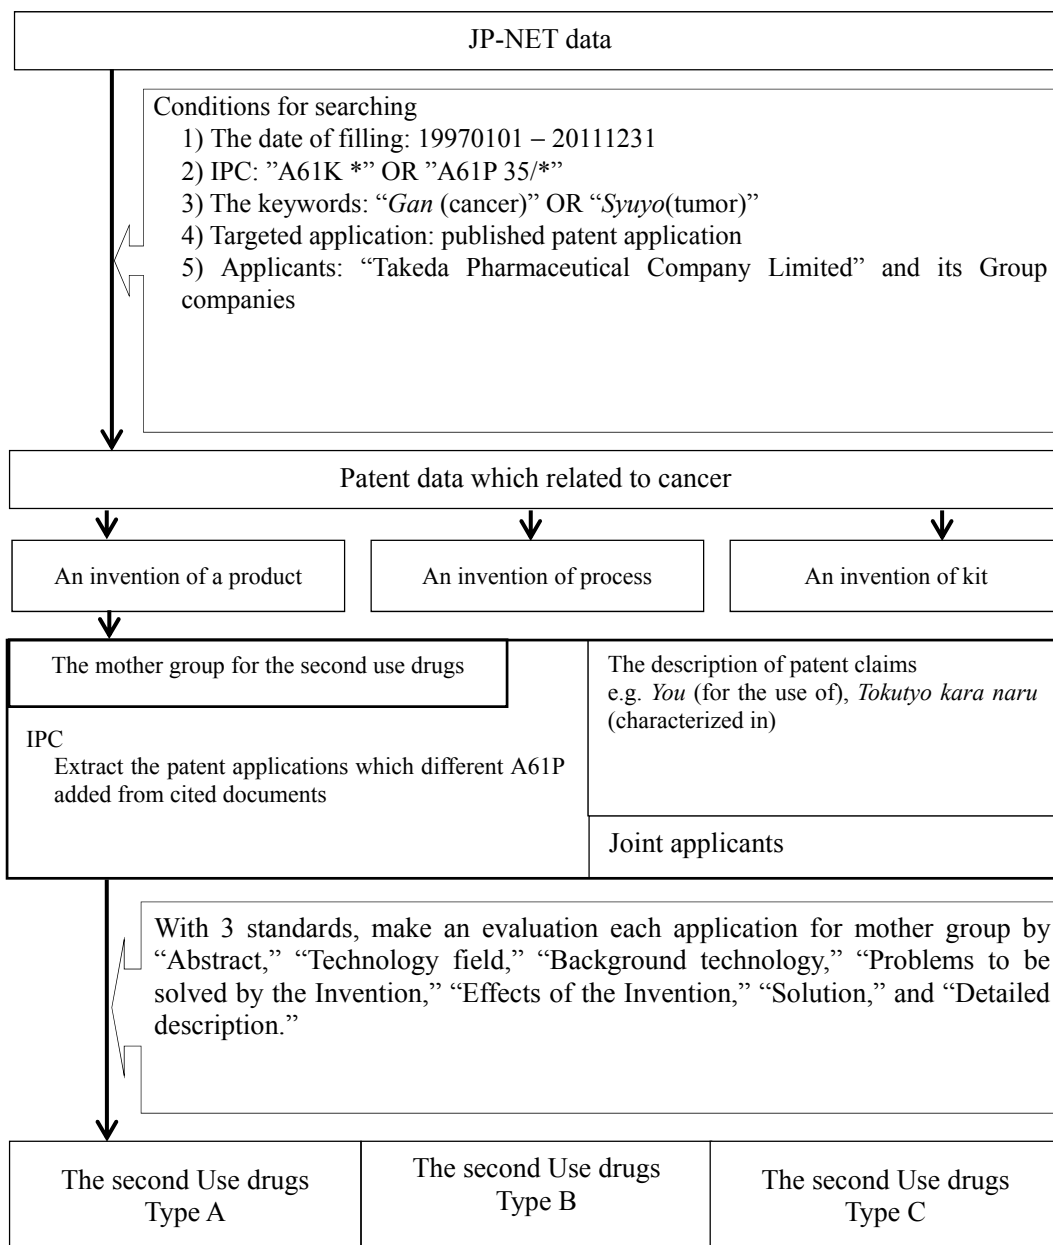 JP-NET data
Conditions for searching
1) The date of filling: 19970101 – 20111231
2) IPC: ”A61K *” OR ”A61P 35/*”
3) The keywords: “Gan (cancer)” OR “Syuyo(tumor)”
4) Targeted application: published patent application
5) Applicants: “Takeda Pharmaceutical Company Limited” and its Group
companies
Patent data which related to cancer
An invention of a product
An invention of process
An invention of kit
The mother group for the second use drugs
IPC
Extract the patent applications which different A61P
added from cited documents
The description of patent claims
e.g. You (for the use of), Tokutyo kara naru
(characterized in)
Joint applicants
With 3 standards, make an evaluation each application for mother group by
“Abstract,” “Technology field,” “Background technology,” “Problems to be
solved by the Invention,” “Effects of the Invention,” “Solution,” and “Detailed
description.”
The second Use drugs
Type A
The second Use drugs
Type B
The second Use drugs
Type C